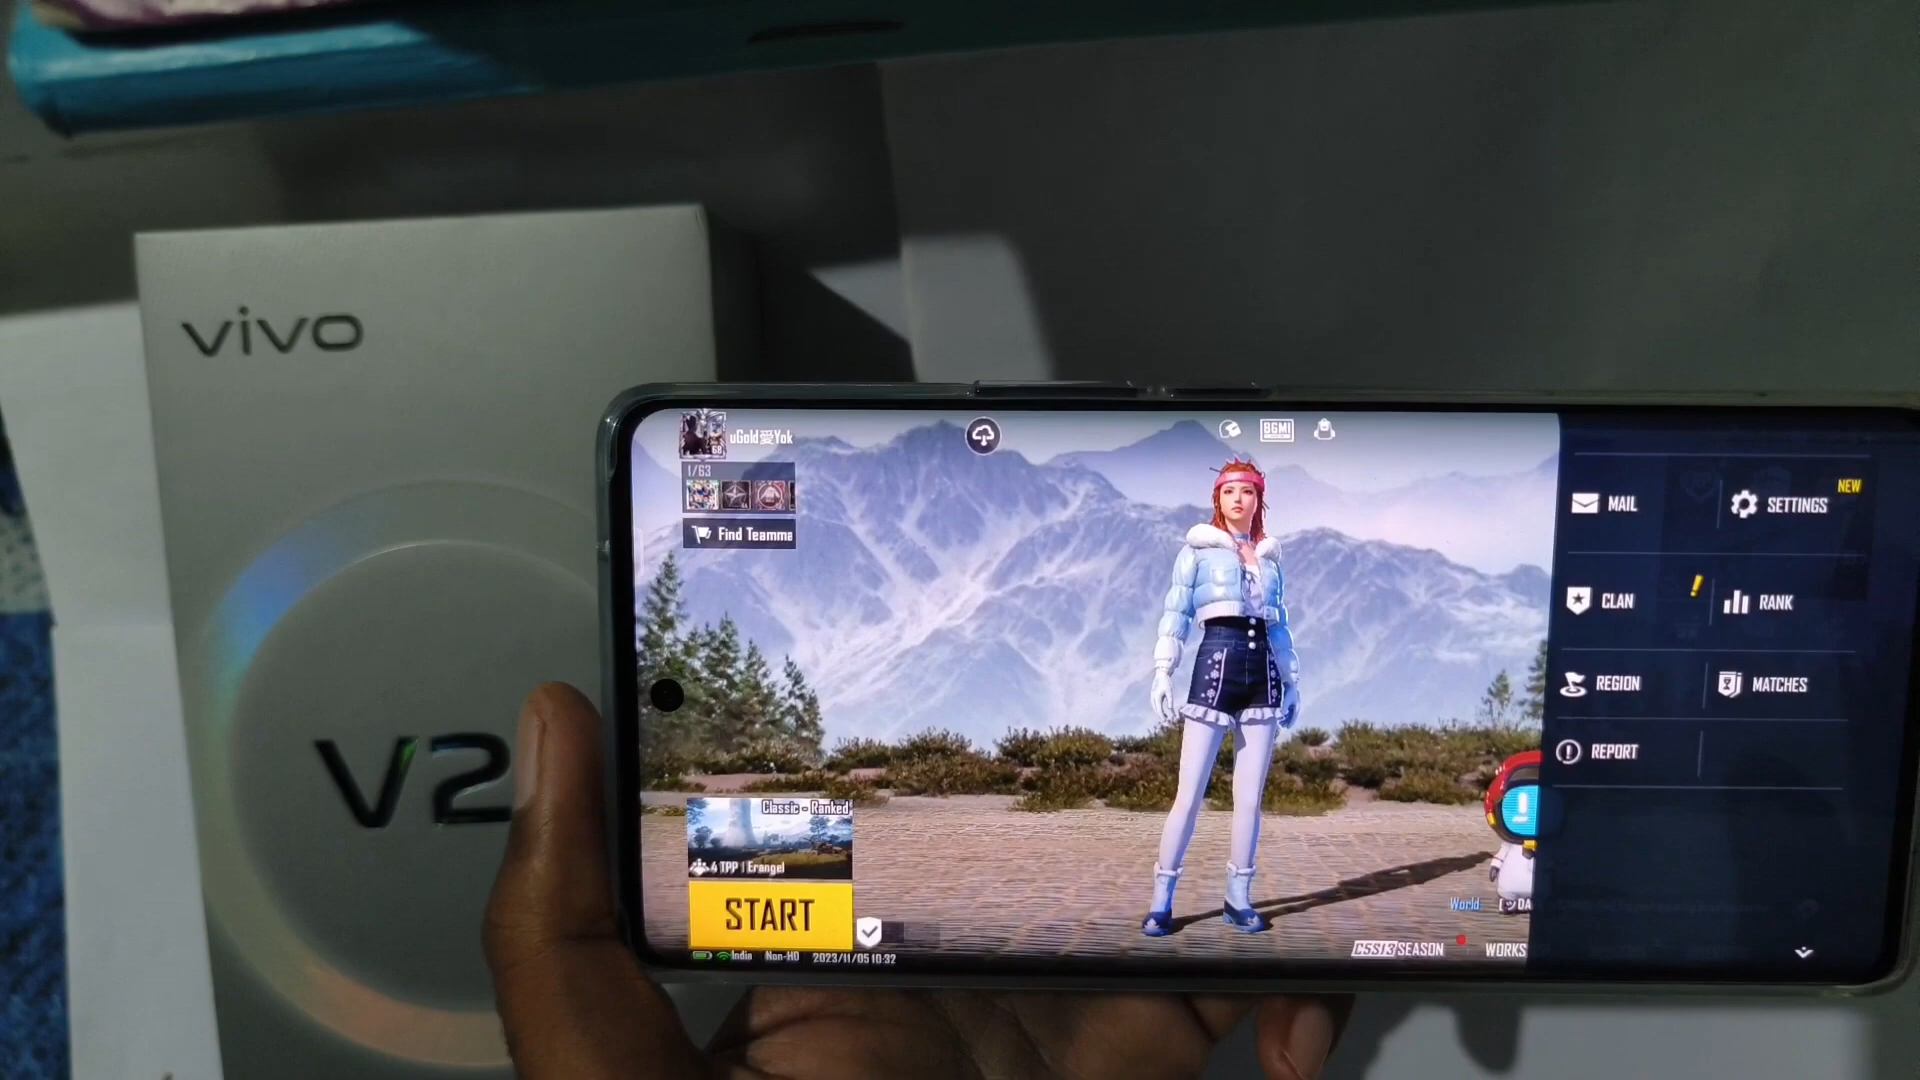 vivo
V2
uGold愛Yok
68
1/63
Find Teamma
Classic - Ranked
4 TPP | Erangel
START
India Non-HD 2023/11/05 10:32
BGMI
World
DA
C5S13 SEASON
WORKS
MAIL
SETTINGS
NEW
CLAN
RANK
REGION
MATCHES
REPORT